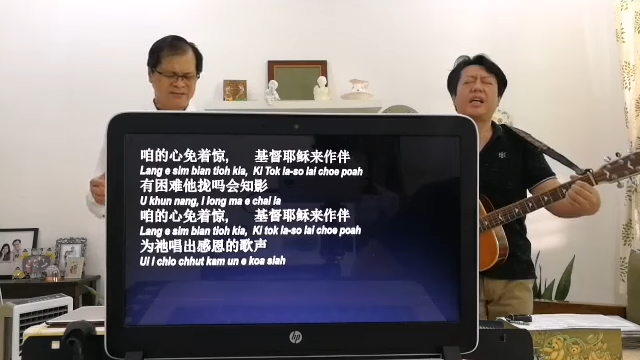 咱的心免着惊， 基督耶稣来作伴
Lang e sim bian tioh kia, Ki Tok Ia-so lai choe poah
有困难他拢吗会知影
U khun nang, I long ma e chai ia
咱的心免着惊， 基督耶稣来作伴
Lang e sim bian tioh kia, Ki tok Ia-so lai choe poah
为祂唱出感恩的歌声
Ui I chio chhut kam un e koa siah
hp